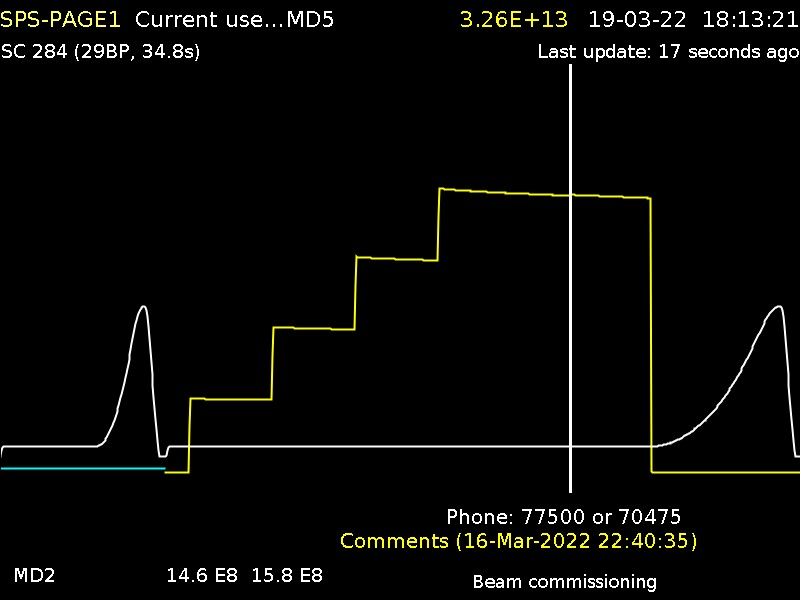 SPS-PAGE1 Current use...MD5 3.26E+13 19-03-22 18:13:21
SC 284 (29BP, 34.8s) Last update: 17 seconds ago
Phone: 77500 or 70475
Comments (16-Mar-2022 22:40:35)
MD2 14.6 E8 15.8 E8 Beam commissioning